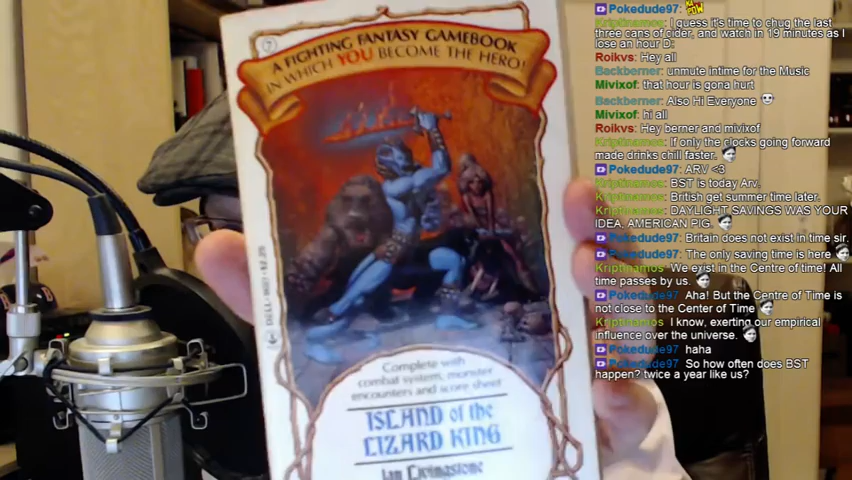 7
A FIGHTING FANTASY GAMEBOOK
IN WHICH YOU BECOME THE HERO!
Complete with
combat system, monster
encounters and score sheet
ISLAND of the
LIZARD KING
Ian Livingstone
DELL
Pokedude97:
Kriptinamos: I guess it's time to chug the last
three cans of cider, and watch in 19 minutes as I
lose an hour D:
Roikvs: Hey all
Backberner: unmute intime for the Music
Mivixof: that hour is gona hurt
Backberner: Also Hi Everyone
Mivixof: hi all
Roikvs: Hey berner and mivixof
Kriptinamos: if only the clocks going forward
made drinks chill faster.
Pokedude97: ARV <3
Kriptinamos: BST is today Arv.
Kriptinamos: British get summer time later.
Kriptinamos: DAYLIGHT SAVINGS WAS YOUR
IDEA, AMERICAN PIG.
Pokedude97: Britain does not exist in time sir.
Pokedude97: The only saving time is here
Kriptinamos: We exist in the Centre of time! All
time passes by us.
Pokedude97: Aha! But the Centre of Time is
not close to the Center of Time
Kriptinamos: I know, exerting our empirical
influence over the universe.
Pokedude97: haha
Pokedude97: So how often does BST
happen? twice a year like us?